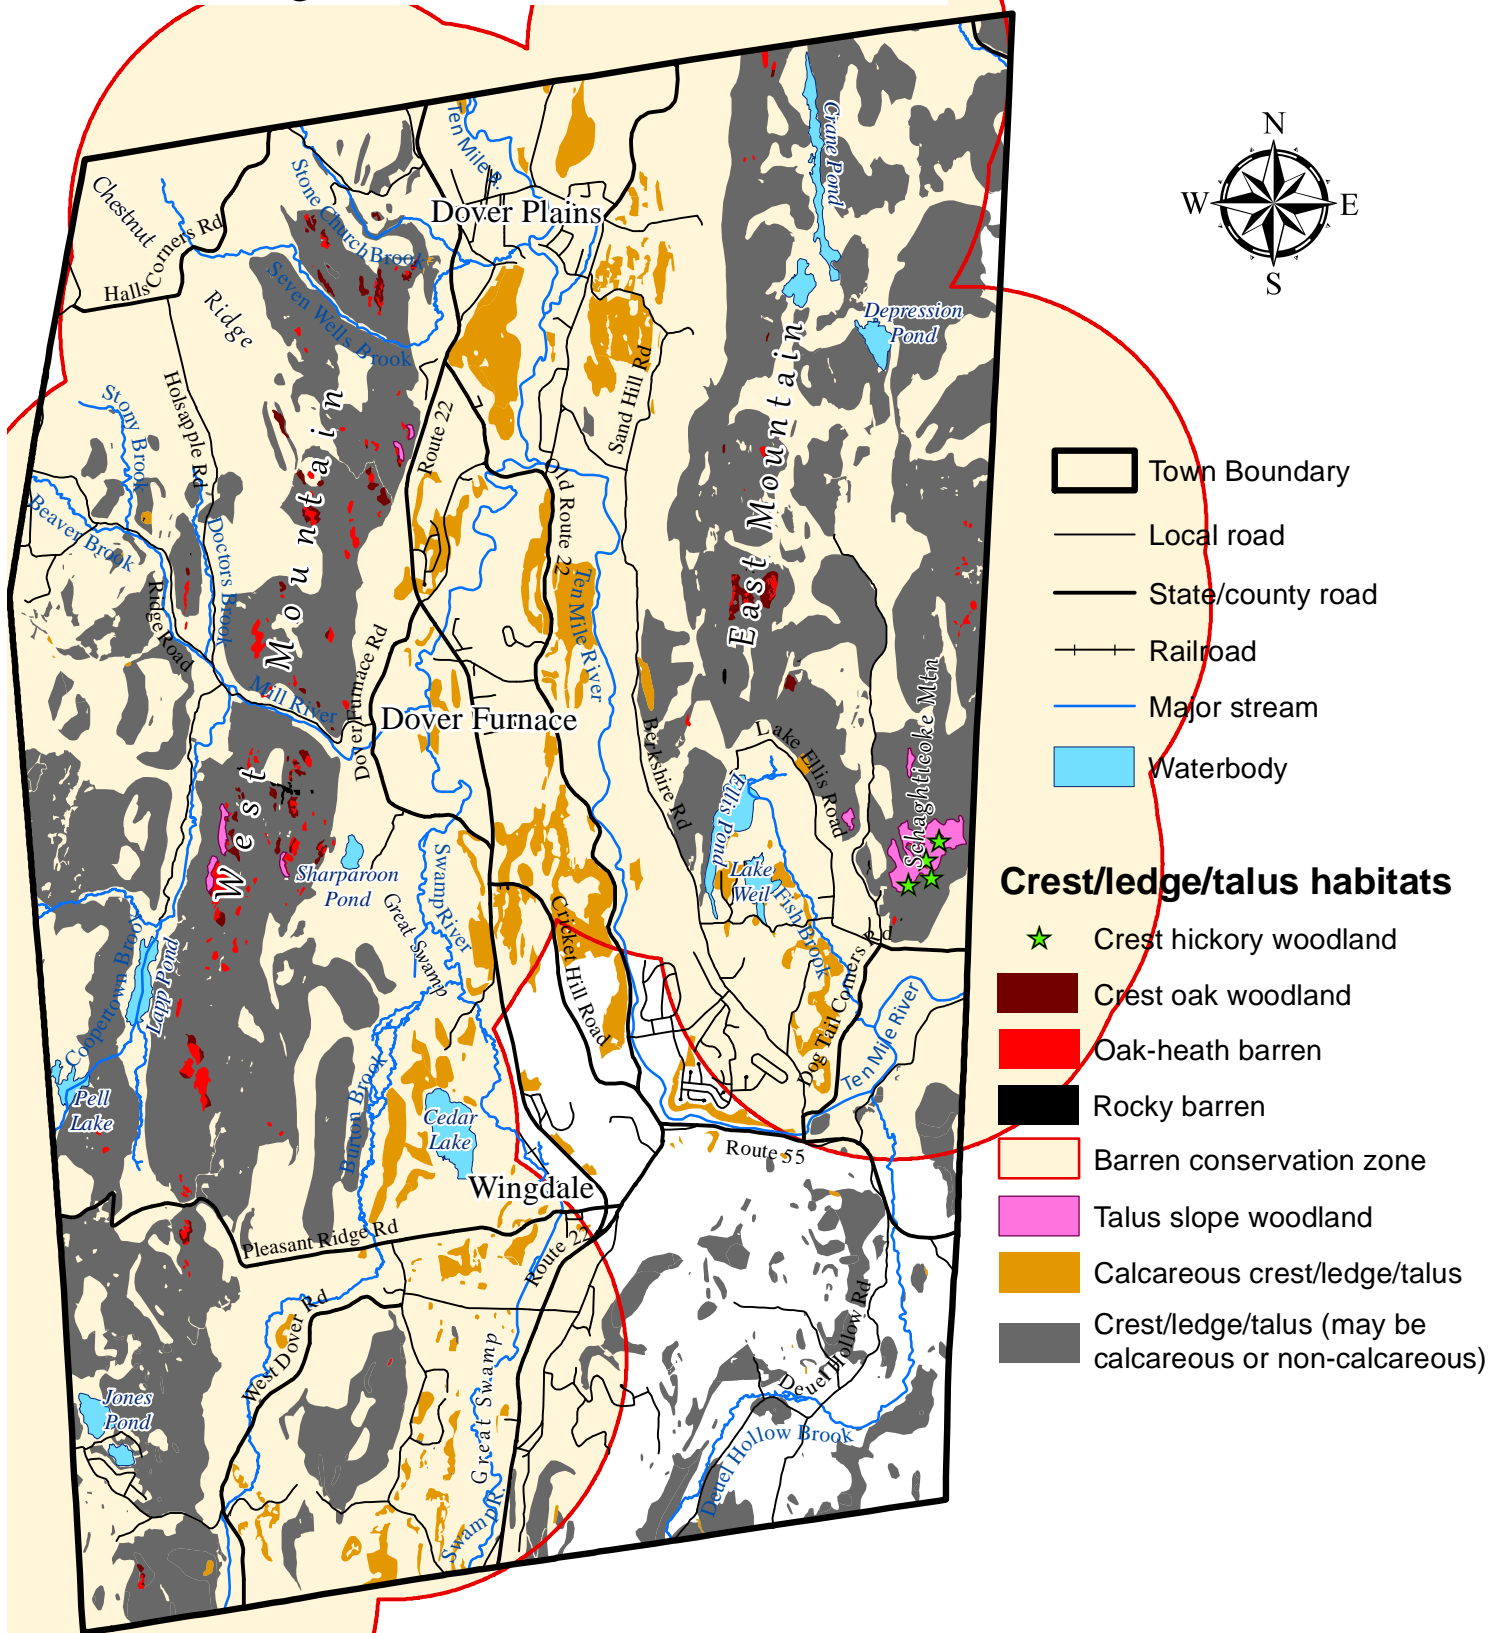 N
W
E
S
Ten Mile R.
Crane Pond
Chestnut
Stone Church Brook
Dover Plains
Halls Corners Rd
Seven Wells Brook
Ridge
Depression
Pond
Holsapple Rd
Stony Brook
Route 22
Sand Hill Rd
East Mountain
Old Route 22
Beaver Brook
Doctors Brook
West Mountain
Ridge Road
Ten Mile River
Dover Furnace Rd
Mill River
Dover Furnace
Berkshire Rd
Lake Ellis Road
Schaghticoke Mtn
Ellis Pond
Lake
Weil
Fish Brook
Sharparoon
Pond
Swamp River
Great Swamp
Cricket Hill Road
Dog Tail Corners Rd
Coopertown Brook
Lapp Pond
Ten Mile River
Pell
Lake
Burton Brook
Cedar
Lake
Route 55
Wingdale
Pleasant Ridge Rd
Route 22
West Dover Rd
Deuel Hollow Rd
Great Swamp
Jones
Pond
Deuel Hollow Brook
Swamp R.
Town Boundary
Local road
State/county road
Railroad
Major stream
Waterbody
Crest/ledge/talus habitats
Crest hickory woodland
Crest oak woodland
Oak-heath barren
Rocky barren
Barren conservation zone
Talus slope woodland
Calcareous crest/ledge/talus
Crest/ledge/talus (may be
calcareous or non-calcareous)